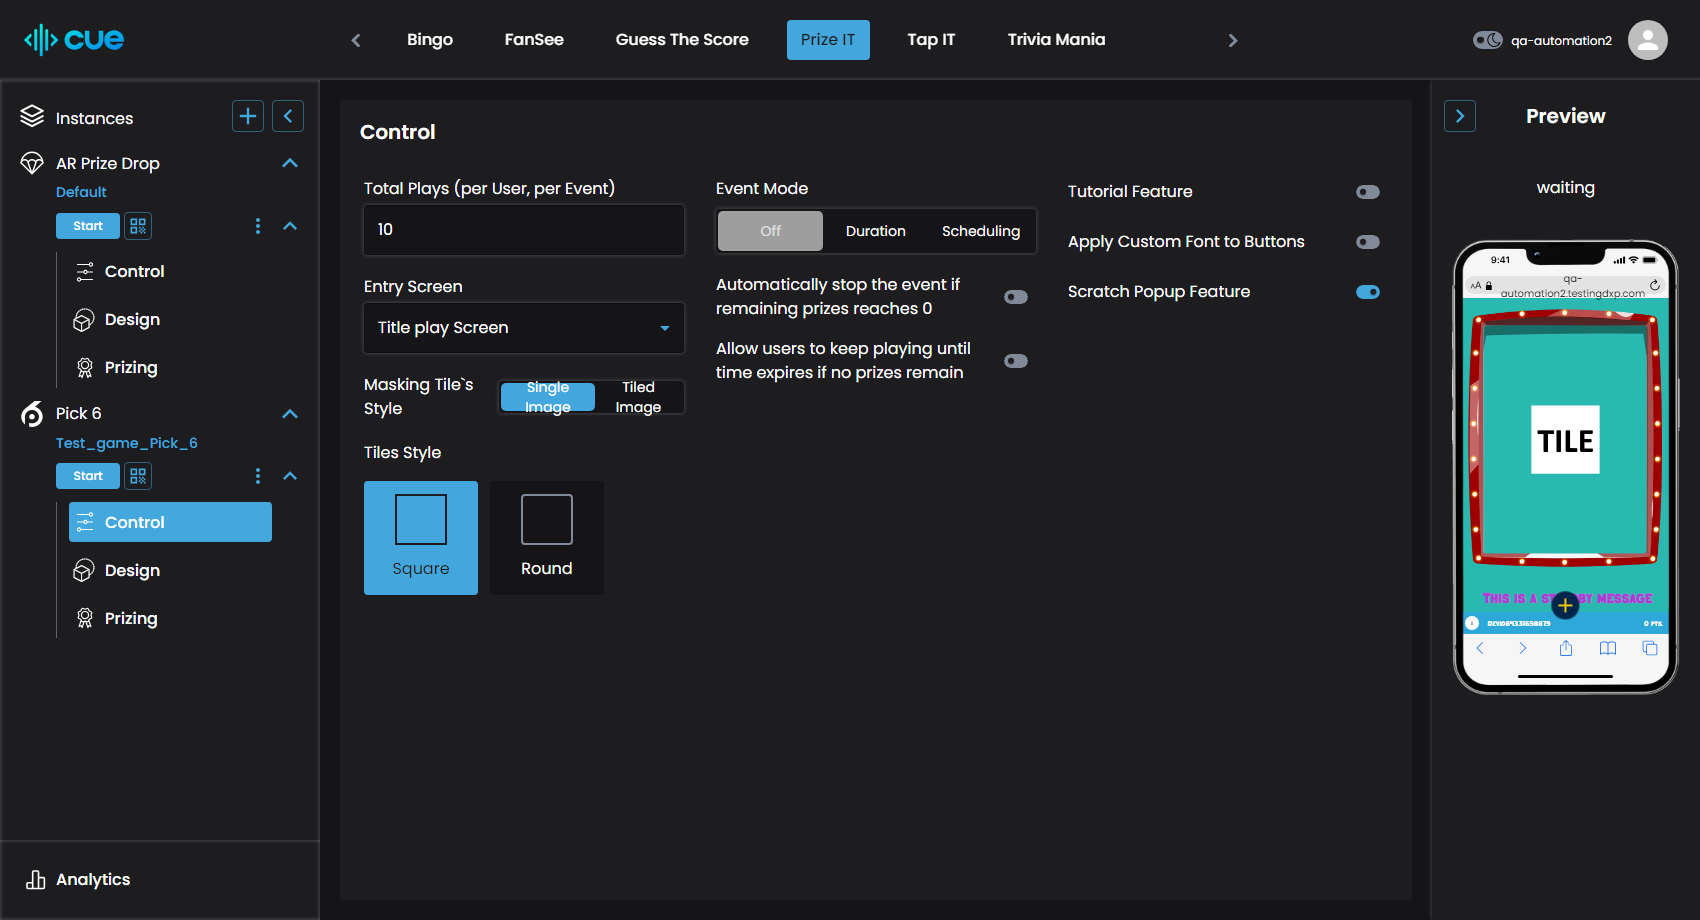 cue
Bingo
FanSee
Guess The Score
Prize IT
Tap IT
Trivia Mania
qa-automation2
Instances
AR Prize Drop
Default
Start
Control
Design
Prizing
Pick 6
Test_game_Pick_6
Start
Control
Design
Prizing
Analytics
Control
Total Plays (per User, per Event)
10
Entry Screen
Title play Screen
Masking Tile`s
Style
Single
Image
Tiled
Image
Tiles Style
Square
Round
Event Mode
Off
Duration
Scheduling
Automatically stop the event if
remaining prizes reaches 0
Allow users to keep playing until
time expires if no prizes remain
Tutorial Feature
Apply Custom Font to Buttons
Scratch Popup Feature
Preview
waiting
9:41
AA
qa-
automation2.testingdxp.com
TILE
THIS IS A ST BY MESSAGE
0 PTS.